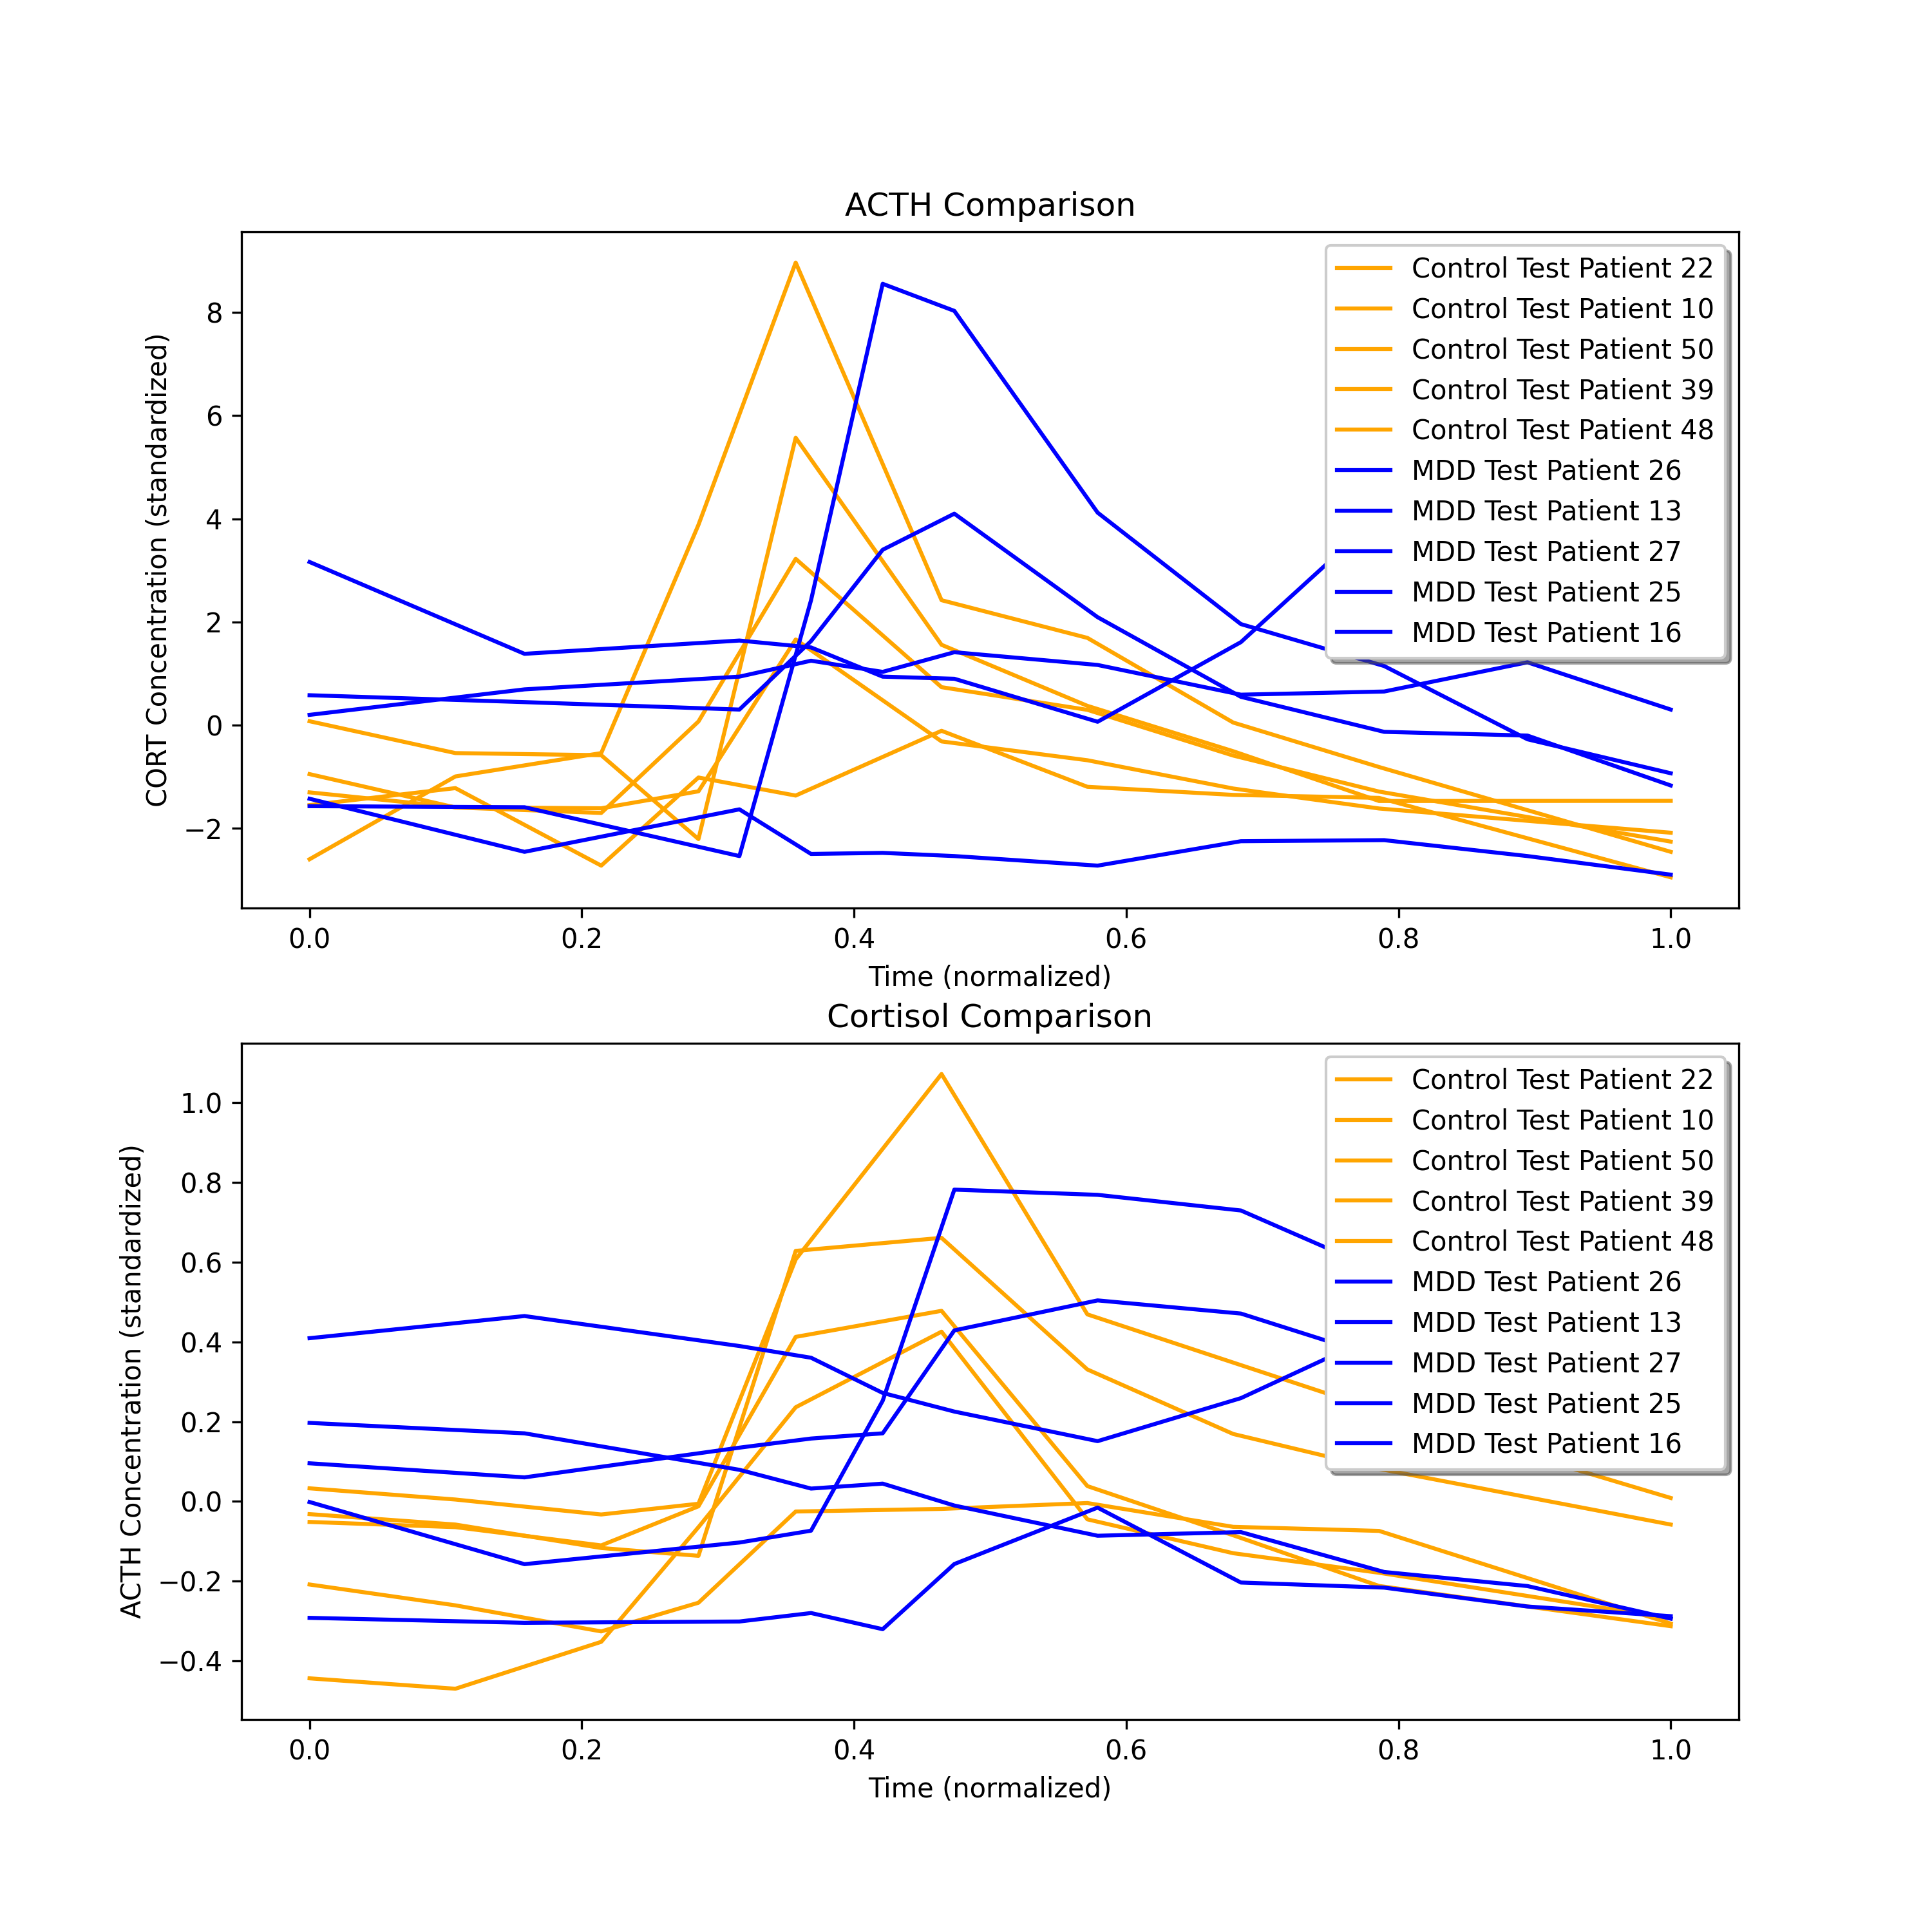 ACTH Comparison
CORT Concentration (standardized)
8
6
4
2
0
−2
Control Test Patient 22
Control Test Patient 10
Control Test Patient 50
Control Test Patient 39
Control Test Patient 48
MDD Test Patient 26
MDD Test Patient 13
MDD Test Patient 27
MDD Test Patient 25
MDD Test Patient 16
0.0 0.2 0.4 0.6 0.8 1.0
Time (normalized)
Cortisol Comparison
ACTH Concentration (standardized)
1.0
0.8
0.6
0.4
0.2
0.0
−0.2
−0.4
Control Test Patient 22
Control Test Patient 10
Control Test Patient 50
Control Test Patient 39
Control Test Patient 48
MDD Test Patient 26
MDD Test Patient 13
MDD Test Patient 27
MDD Test Patient 25
MDD Test Patient 16
0.0 0.2 0.4 0.6 0.8 1.0
Time (normalized)